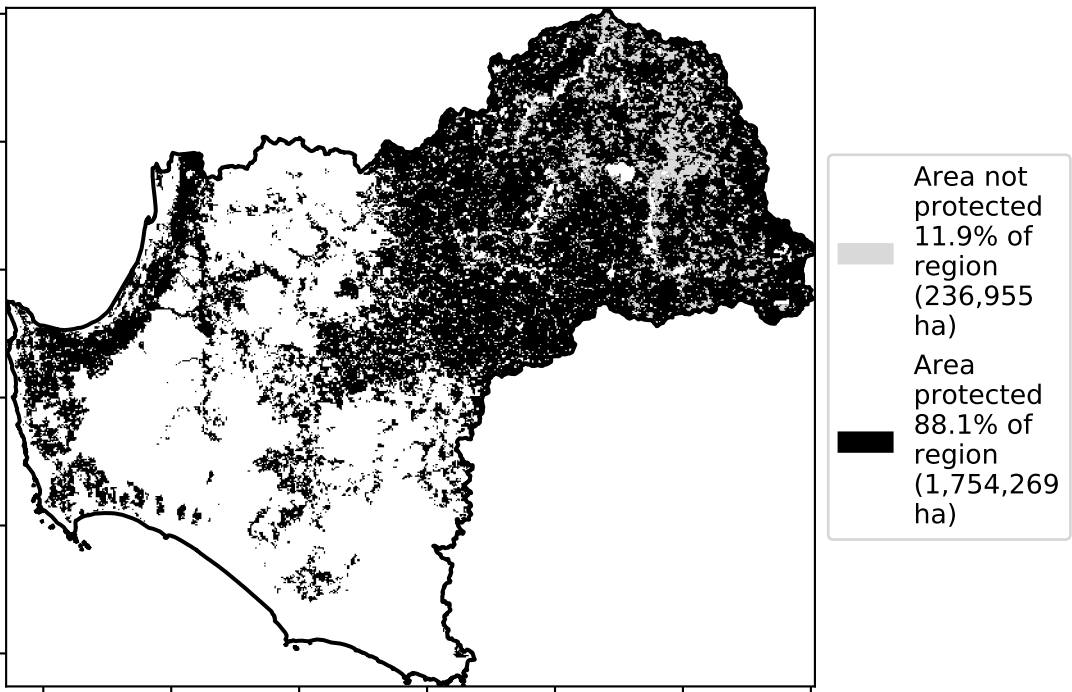 Area not
protected
11.9% of
region
(236,955
ha)
Area
protected
88.1% of
region
(1,754,269
ha)